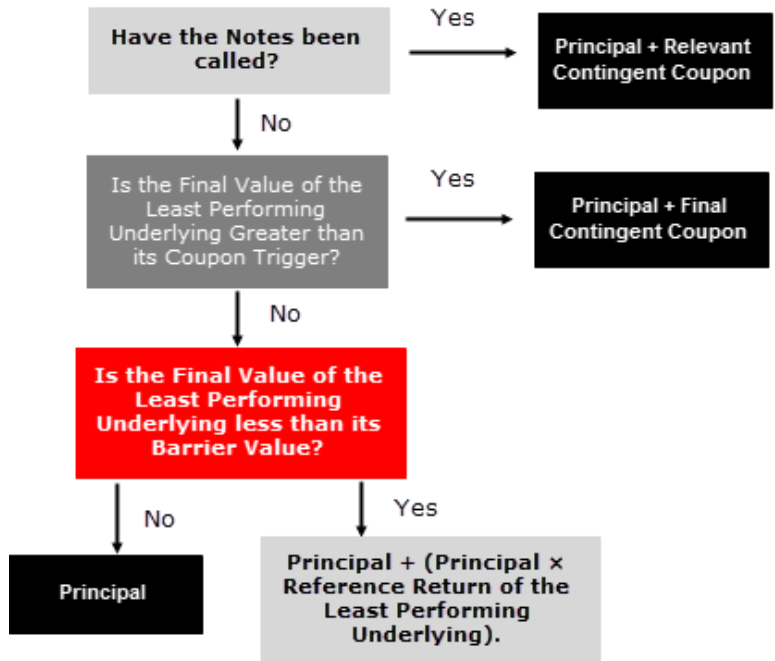 Have the Notes been
called?
Yes
Principal + Relevant
Contingent Coupon
No
Is the Final Value of the
Least Performing
Underlying Greater than
its Coupon Trigger?
Yes
Principal + Final
Contingent Coupon
No
Is the Final Value of the
Least Performing
Underlying less than its
Barrier Value?
No
Yes
Principal
Principal + (Principal ×
Reference Return of the
Least Performing
Underlying).